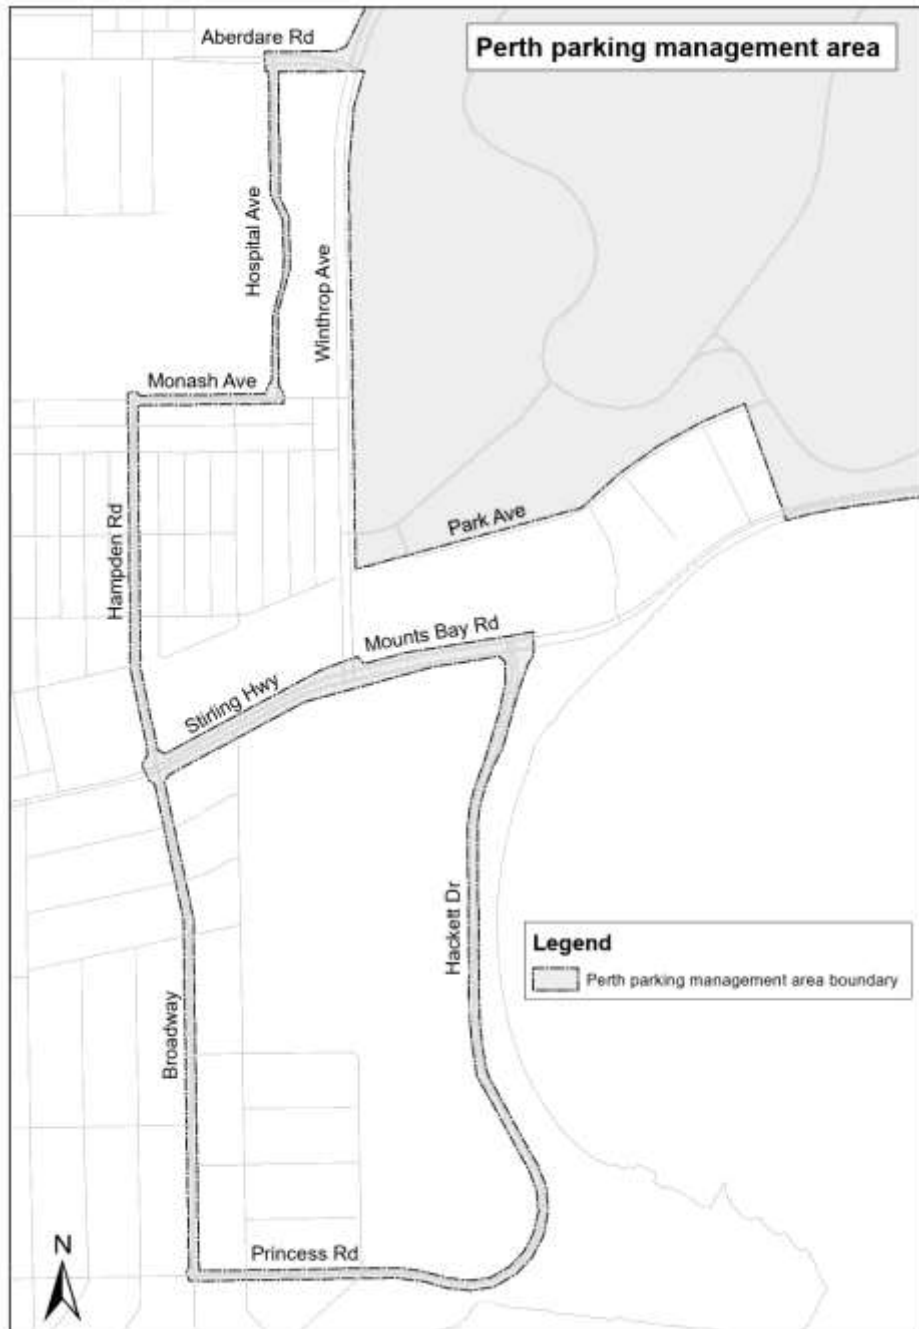 Aberdare Rd
Perth parking management area
Hospital Ave
Winthrop Ave
Monash Ave
Hampden Rd
Park Ave
Mounts Bay Rd
Stirling Hwy
Hackett Dr
Legend
Perth parking management area boundary
Broadway
Princess Rd
N